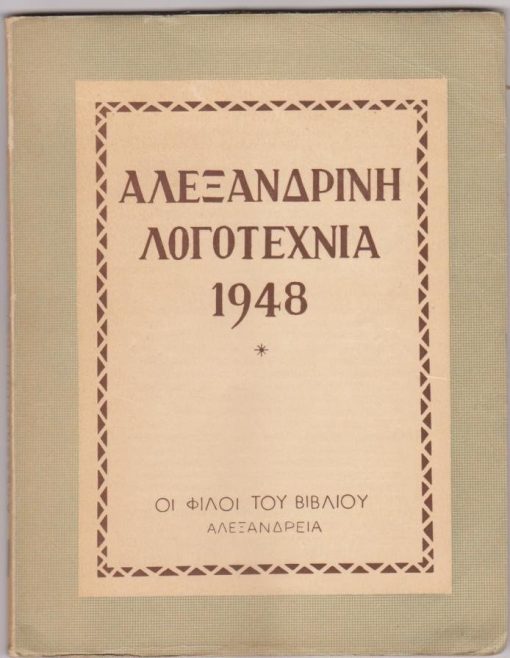 ΑΛΕΞΑΝΔΡΙΝΗ
ΛΟΓΟΤΕΧΝΙΑ
1948
*
ΟΙ ΦΙΛΟΙ ΤΟΥ ΒΙΒΛΙΟΥ
ΑΛΕΞΑΝΔΡΕΙΑ